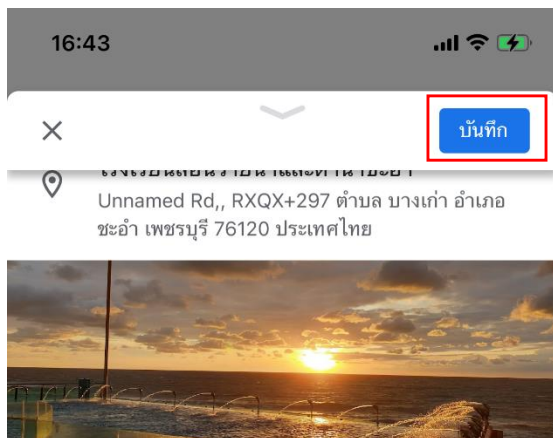 16:43
บันทึก
Unnamed Rd,, RXQX+297 ตำบล บางเก่า อำเภอ
ชะอำ เพชรบุรี 76120 ประเทศไทย